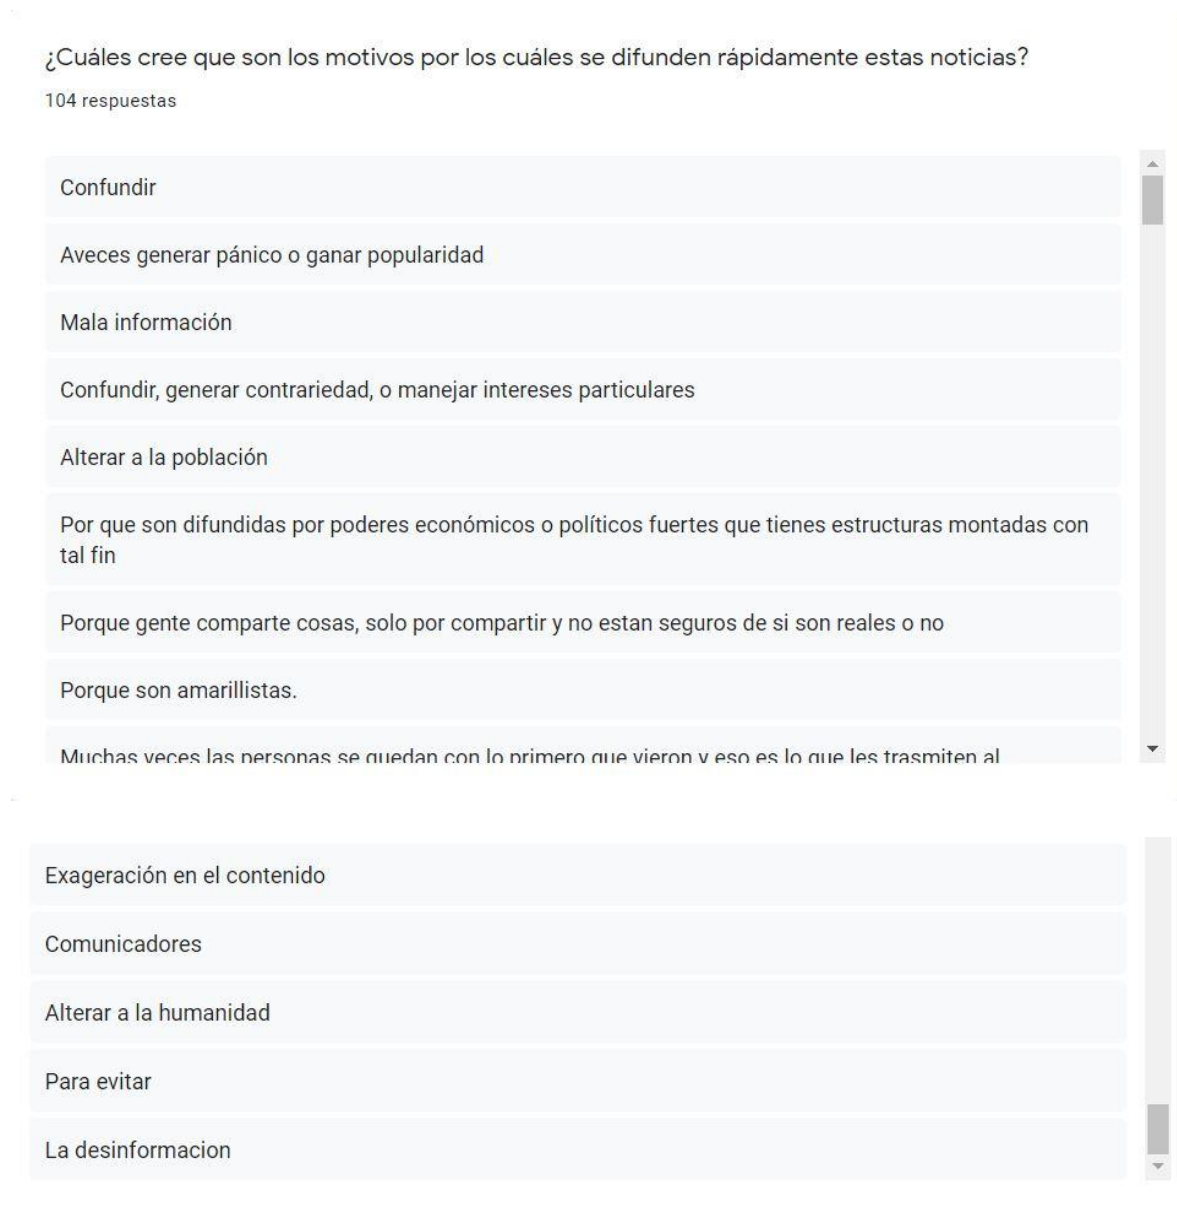 ¿Cuáles cree que son los motivos por los cuáles se difunden rápidamente estas noticias?
104 respuestas
Confundir
Aveces generar pánico o ganar popularidad
Mala información
Confundir, generar contrariedad, o manejar intereses particulares
Alterar a la población
Por que son difundidas por poderes económicos o políticos fuertes que tienes estructuras montadas con
tal fin
Porque gente comparte cosas, solo por compartir y no estan seguros de si son reales o no
Porque son amarillistas.
Muchas veces las personas se quedan con lo primero que vieron y eso es lo que les trasmiten al
Exageración en el contenido
Comunicadores
Alterar a la humanidad
Para evitar
La desinformacion